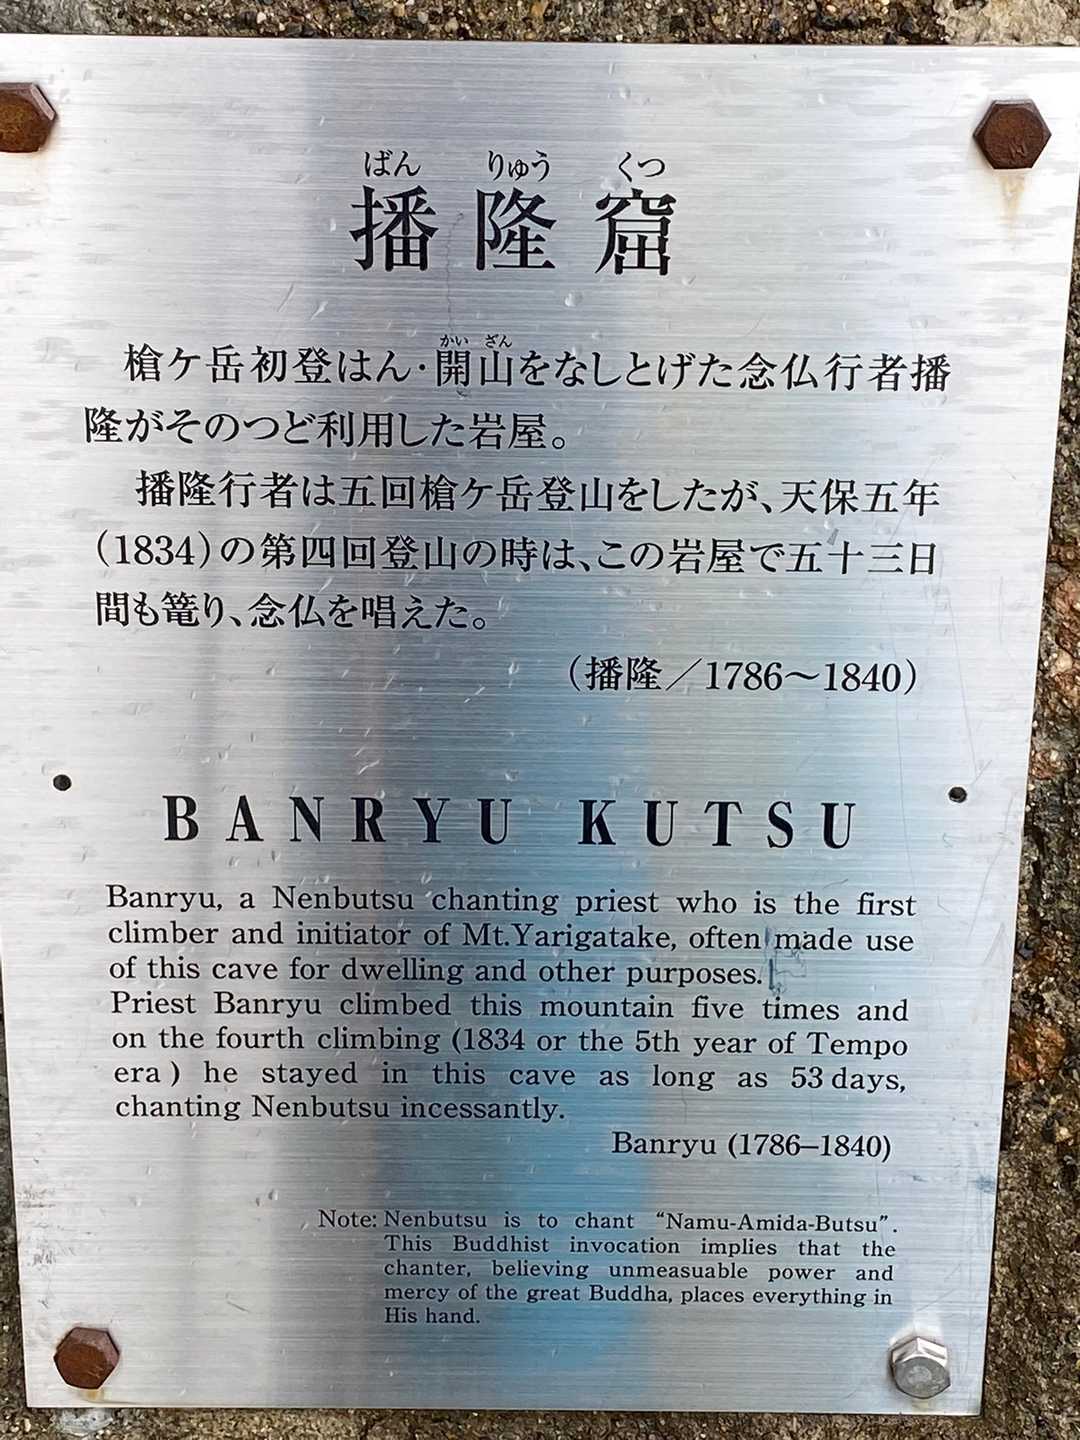 ばん りゅう くつ
播隆窟
かい ざん
槍ケ岳初登はん・開山をなしとげた念仏行者播
隆がそのつど利用した岩屋。
播隆行者は五回槍ケ岳登山をしたが、天保五年
(1834)の第四回登山の時は、この岩屋で五十三日
間も篭り、念仏を唱えた。
(播隆／1786〜1840)
BANRYU KUTSU
Banryu, a Nenbutsu chanting priest who is the first
climber and initiator of Mt.Yarigatake, often made use
of this cave for dwelling and other purposes.
Priest Banryu climbed this mountain five times and
on the fourth climbing (1834 or the 5th year of Tempo
era) he stayed in this cave as long as 53 days,
chanting Nenbutsu incessantly.
Banryu (1786–1840)
Note: Nenbutsu is to chant “Namu-Amida-Butsu”.
This Buddhist invocation implies that the
chanter, believing unmeasuable power and
mercy of the great Buddha, places everything in
His hand.